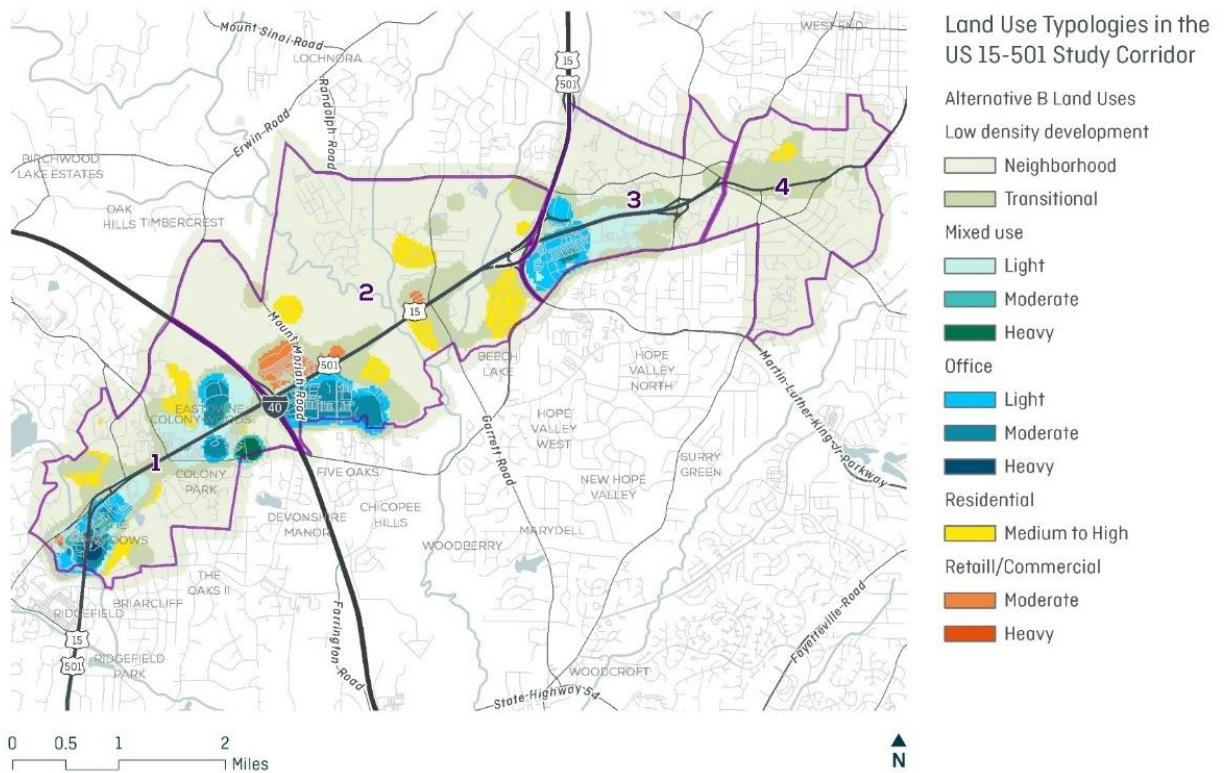 Land Use Typologies in the
US 15-501 Study Corridor
Alternative B Land Uses
Low density development
Neighborhood
Transitional
Mixed use
Light
Moderate
Heavy
Office
Light
Moderate
Heavy
Residential
Medium to High
Retaill/Commercial
Moderate
Heavy
Mount Sinai Road
LOCHNORA
WEST END
15
501
Randolph Road
Erwin-Road
BIRCHWOOD
LAKE ESTATES
OAK
HILLS
TIMBERCREST
3
4
2
15
Mount Moriah Road
501
BEECH
LAKE
HOPE
VALLEY
NORTH
Martin-Luther-King-Jr-Parkway
40
EASTOWNE
HOPE
VALLEY
WEST
Garrett Road
1
COLONY
PARK
FIVE OAKS
SURRY
GREEN
NEW HOPE
VALLEY
CHICOPEE
HILLS
DEVONSHIRE
MANOR
MARYDELL
WOODBERRY
THE
OAKS II
BRIARCLIFF
RIDGEFIELD
Farrington-Road
15
501
RIDGEFIELD
PARK
Fayetteville-Road
WOODCROFT
State-Highway 54
0 0.5 1 2
Miles
N